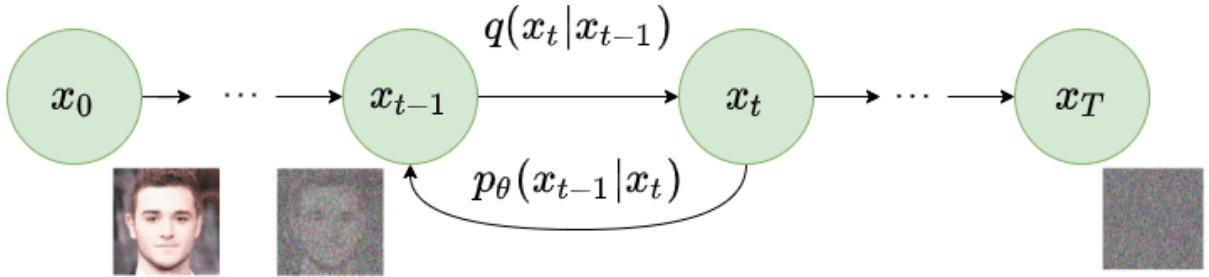 q(x_t|x_{t-1})
x_0 ⋯ x_{t-1} x_t ⋯ x_T
p_θ(x_{t-1}|x_t)